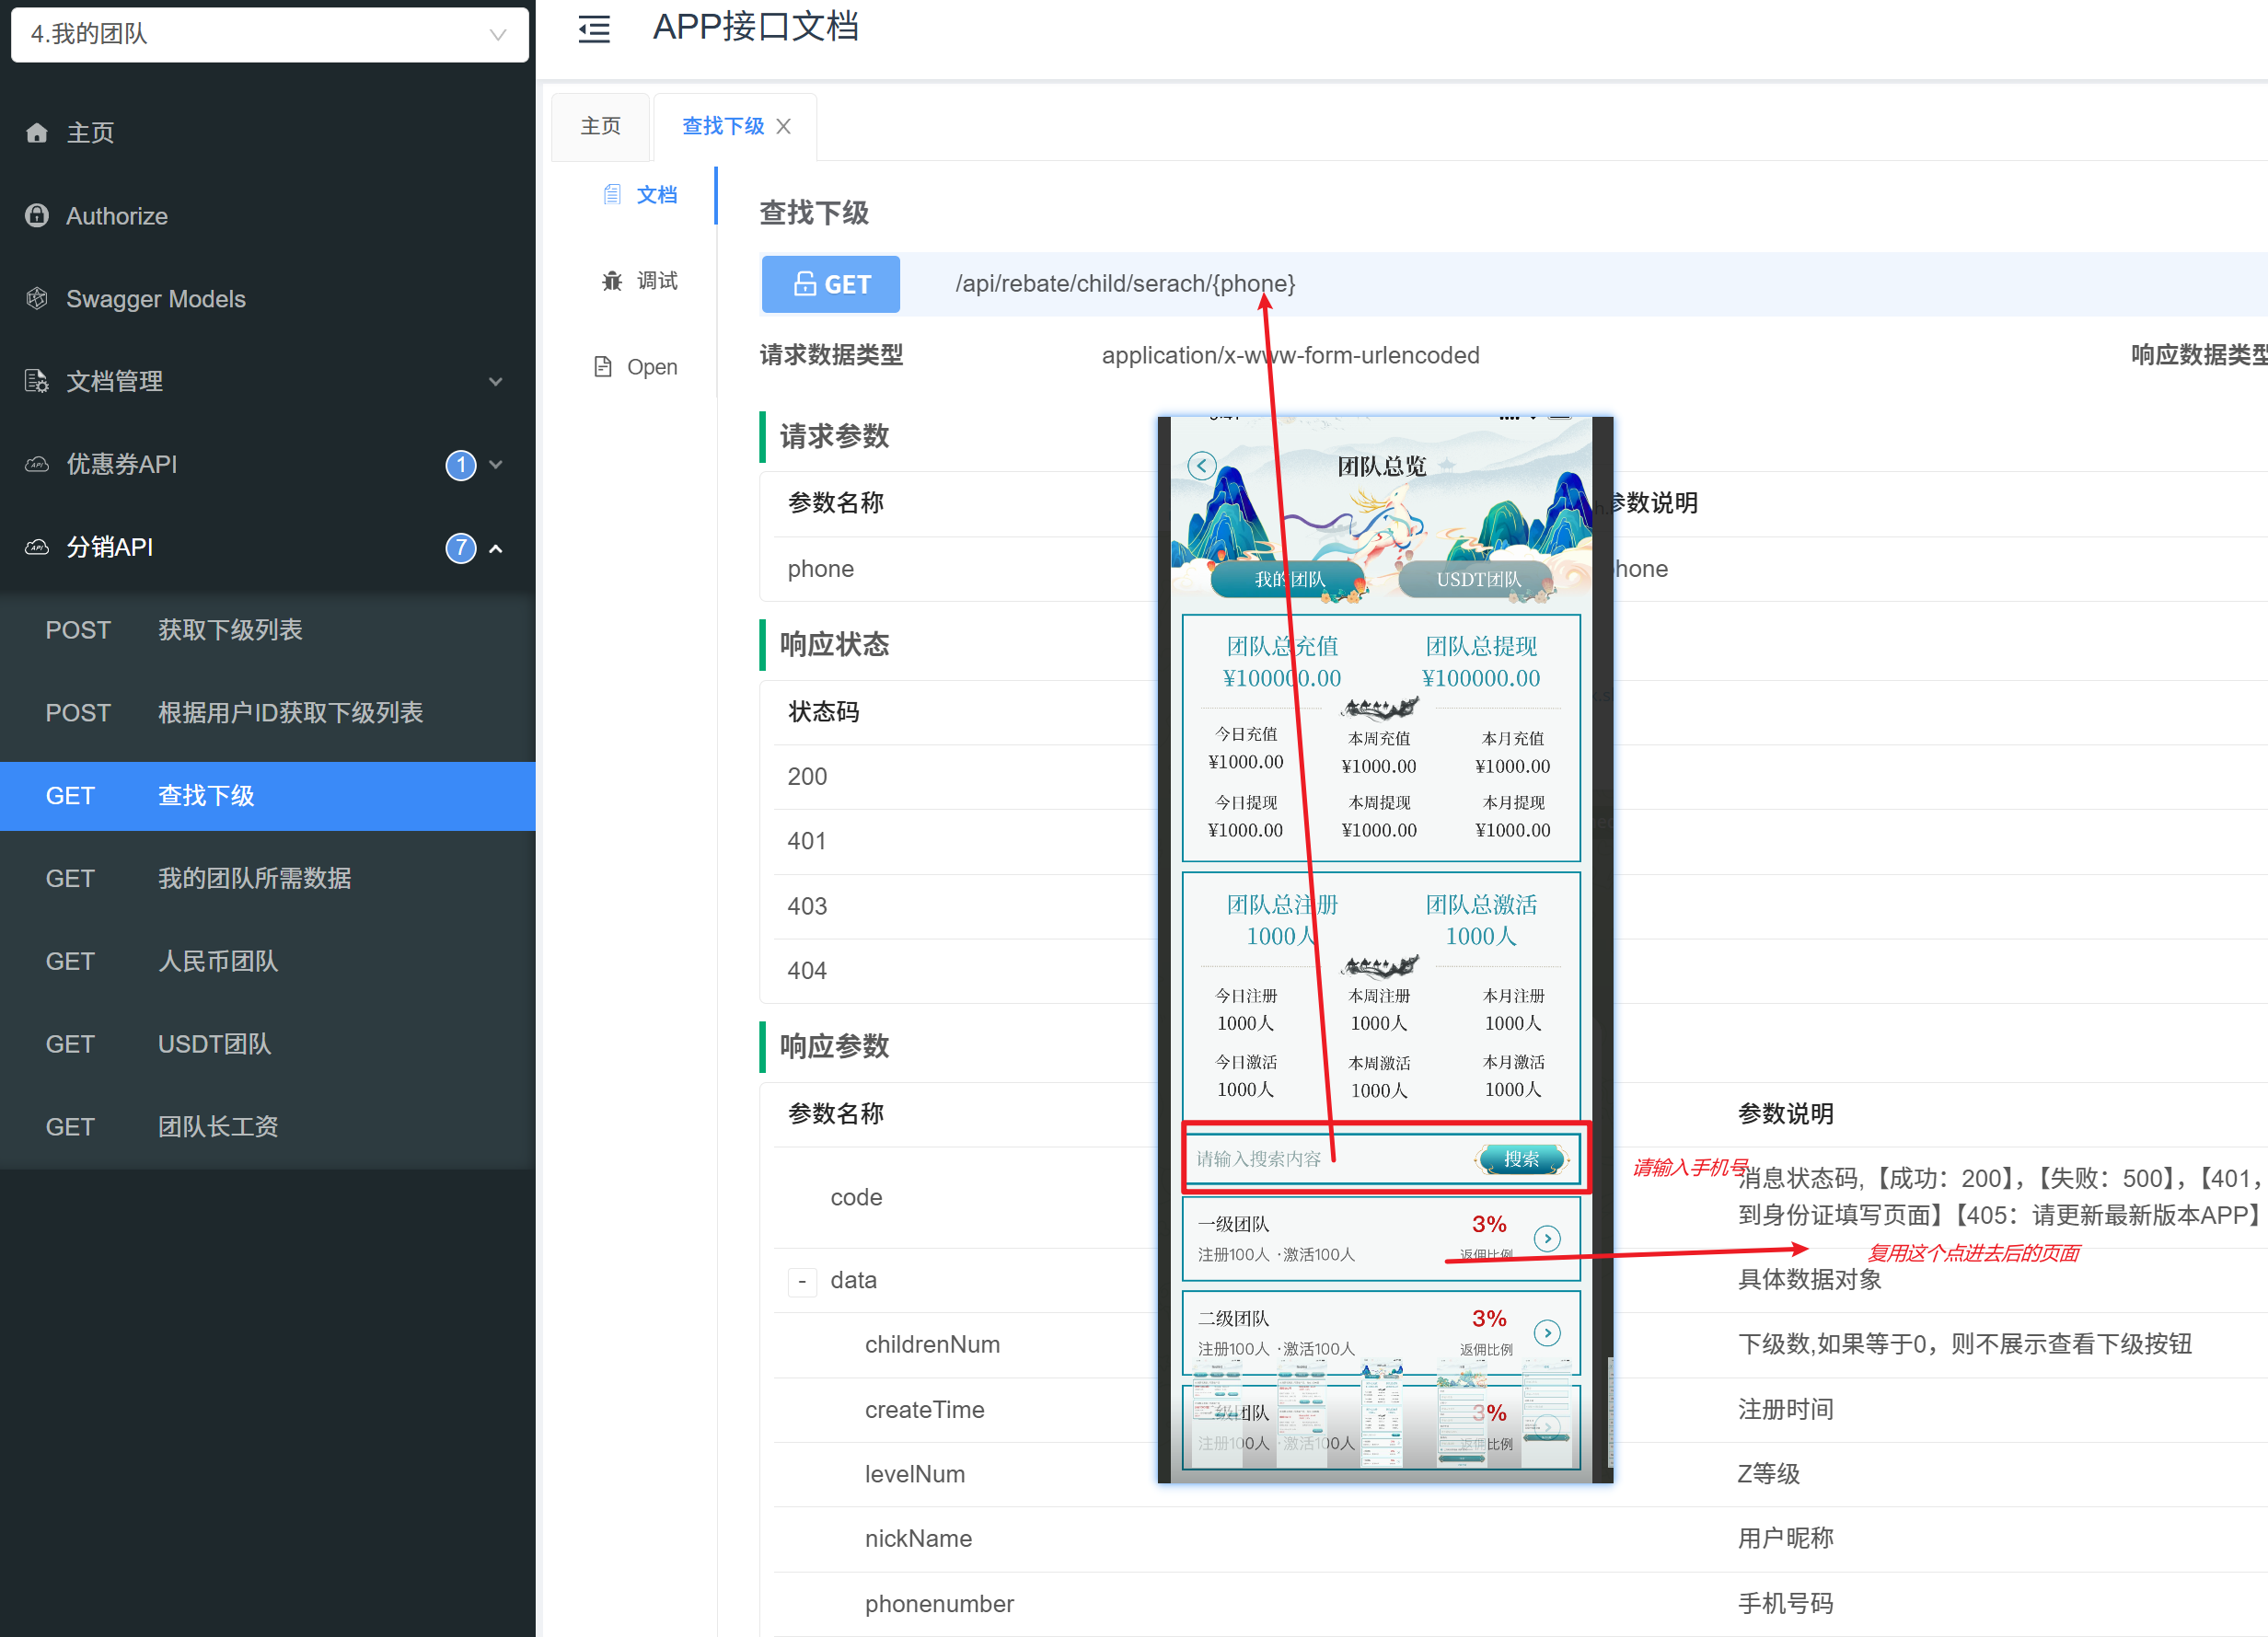 4.我的团队
主页
Authorize
Swagger Models
文档管理
优惠券API 1
分销API 7
POST 获取下级列表
POST 根据用户ID获取下级列表
GET 查找下级
GET 我的团队所需数据
GET 人民币团队
GET USDT团队
GET 团队长工资
APP接口文档
主页 查找下级
文档
调试
Open
查找下级
GET /api/rebate/child/serach/{phone}
请求数据类型 application/x-www-form-urlencoded 响应数据类型
请求参数
参数名称 参数说明
phone phone
响应状态
状态码
200
401
403
404
响应参数
参数名称 参数说明
code 消息状态码,【成功：200】，【失败：500】，【401，
到身份证填写页面】【405：请更新最新版本APP】
- data 具体数据对象
childrenNum 下级数,如果等于0，则不展示查看下级按钮
createTime 注册时间
levelNum Z等级
nickName 用户昵称
phonenumber 手机号码
团队总览
我的团队 USDT团队
团队总充值 团队总提现
¥100000.00 ¥100000.00
今日充值 本周充值 本月充值
¥1000.00 ¥1000.00 ¥1000.00
今日提现 本周提现 本月提现
¥1000.00 ¥1000.00 ¥1000.00
团队总注册 团队总激活
1000人 1000人
今日注册 本周注册 本月注册
1000人 1000人 1000人
今日激活 本周激活 本月激活
1000人 1000人 1000人
请输入搜索内容 搜索
请输入手机号
一级团队 3%
注册100人 ·激活100人 返佣比例
复用这个点进去后的页面
二级团队 3%
注册100人 ·激活100人 返佣比例
级团队 3%
注册100人 ·激活100人 返佣比例